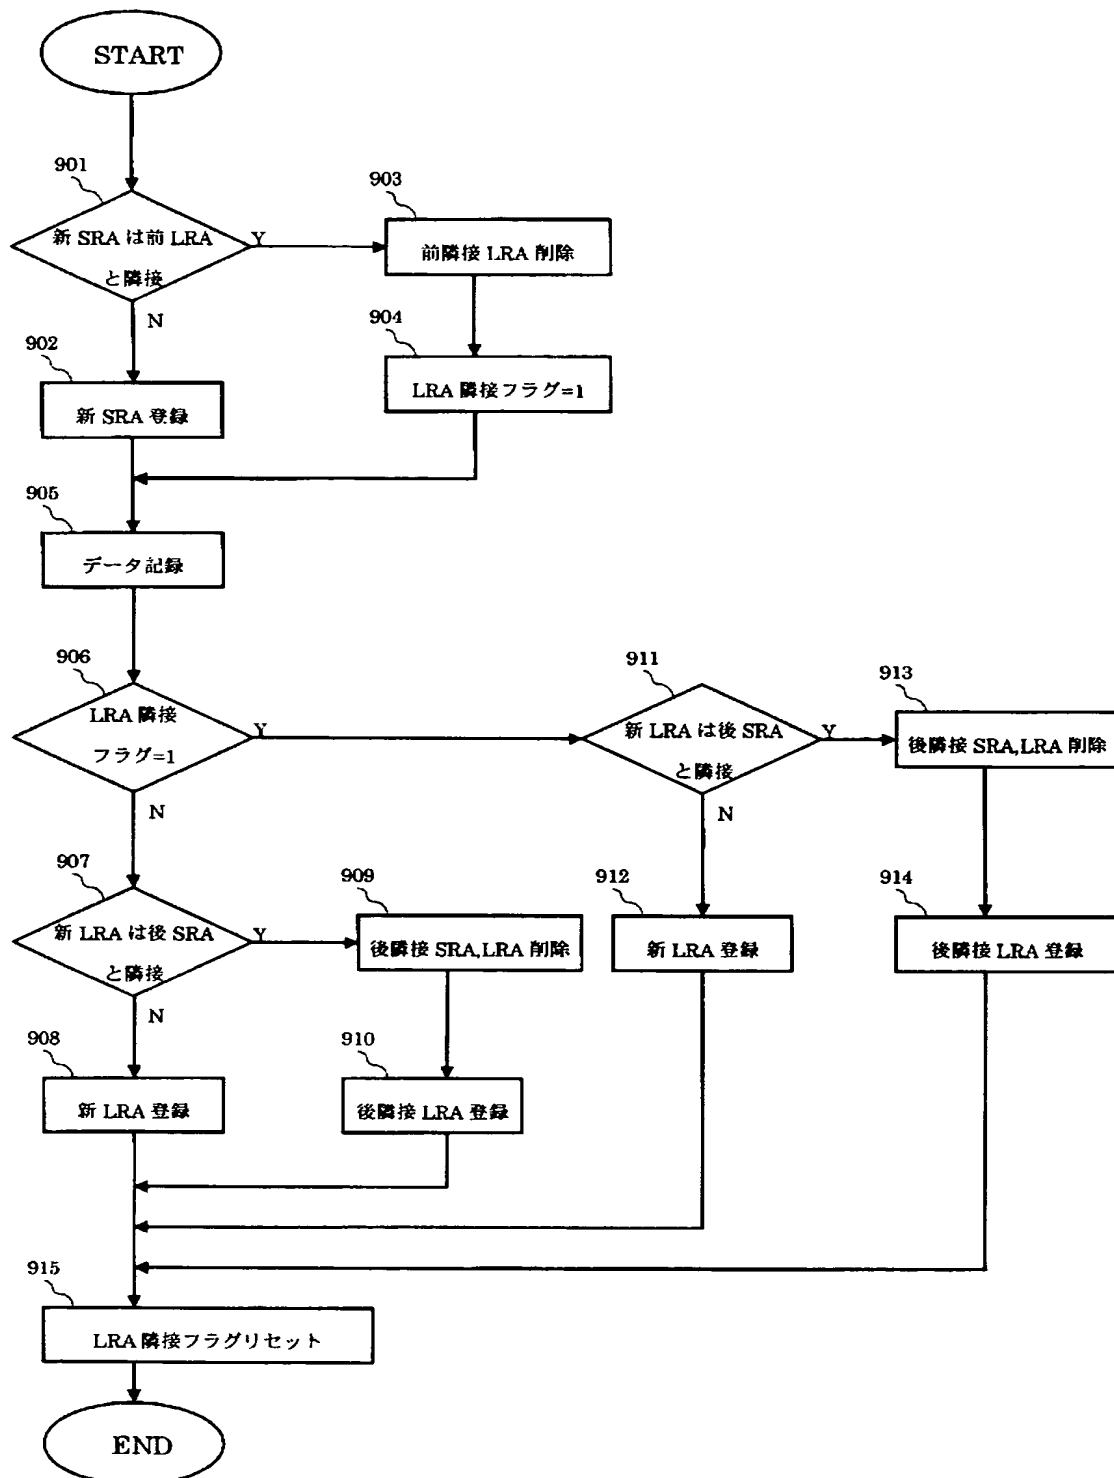 START
901
新 SRA は前 LRA
と隣接
Y
N
903
前隣接 LRA 削除
904
LRA 隣接フラグ=1
902
新 SRA 登録
905
データ記録
906
LRA 隣接
フラグ=1
Y
N
911
新 LRA は後 SRA
と隣接
Y
N
913
後隣接 SRA,LRA 削除
907
新 LRA は後 SRA
と隣接
Y
N
909
後隣接 SRA,LRA 削除
912
新 LRA 登録
914
後隣接 LRA 登録
908
新 LRA 登録
910
後隣接 LRA 登録
915
LRA 隣接フラグリセット
END